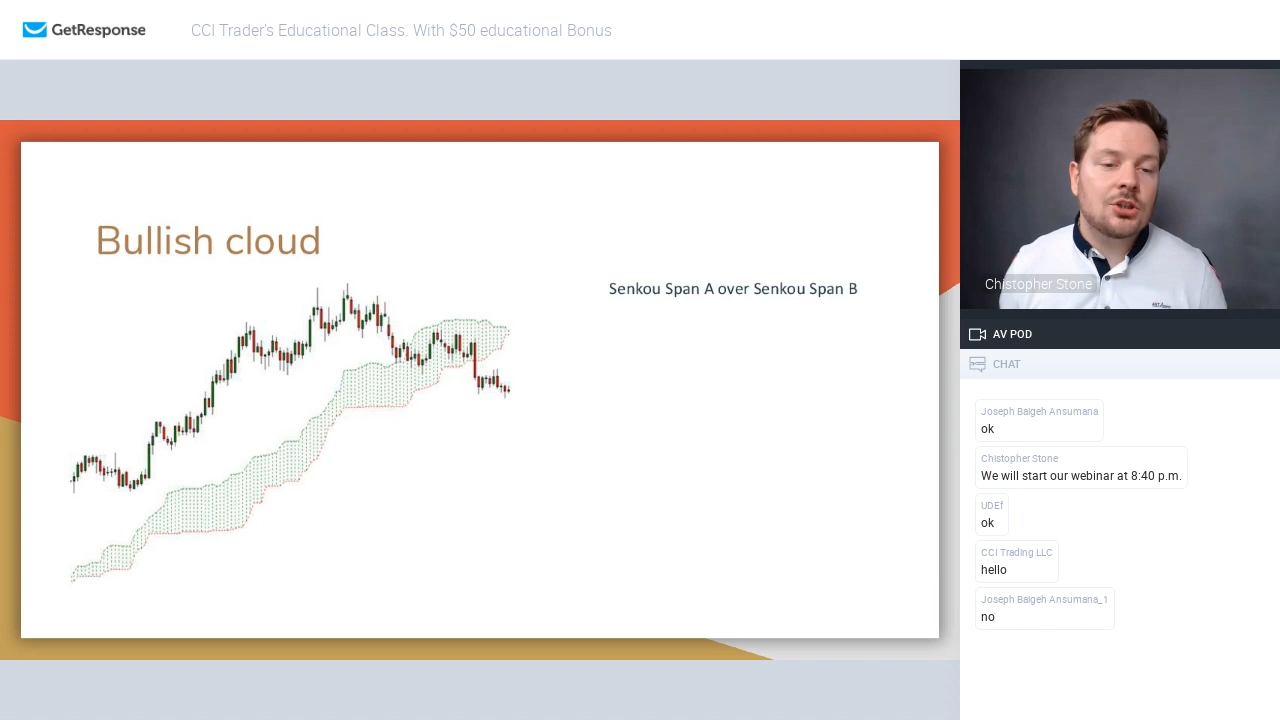 GetResponse
CCI Trader's Educational Class. With $50 educational Bonus
Bullish cloud
Senkou Span A over Senkou Span B
Chistopher Stone
AV POD
CHAT
Joseph Baigeh Ansumana
ok
Chistopher Stone
We will start our webinar at 8:40 p.m.
UDEf
ok
CCI Trading LLC
hello
Joseph Baigeh Ansumana_1
no